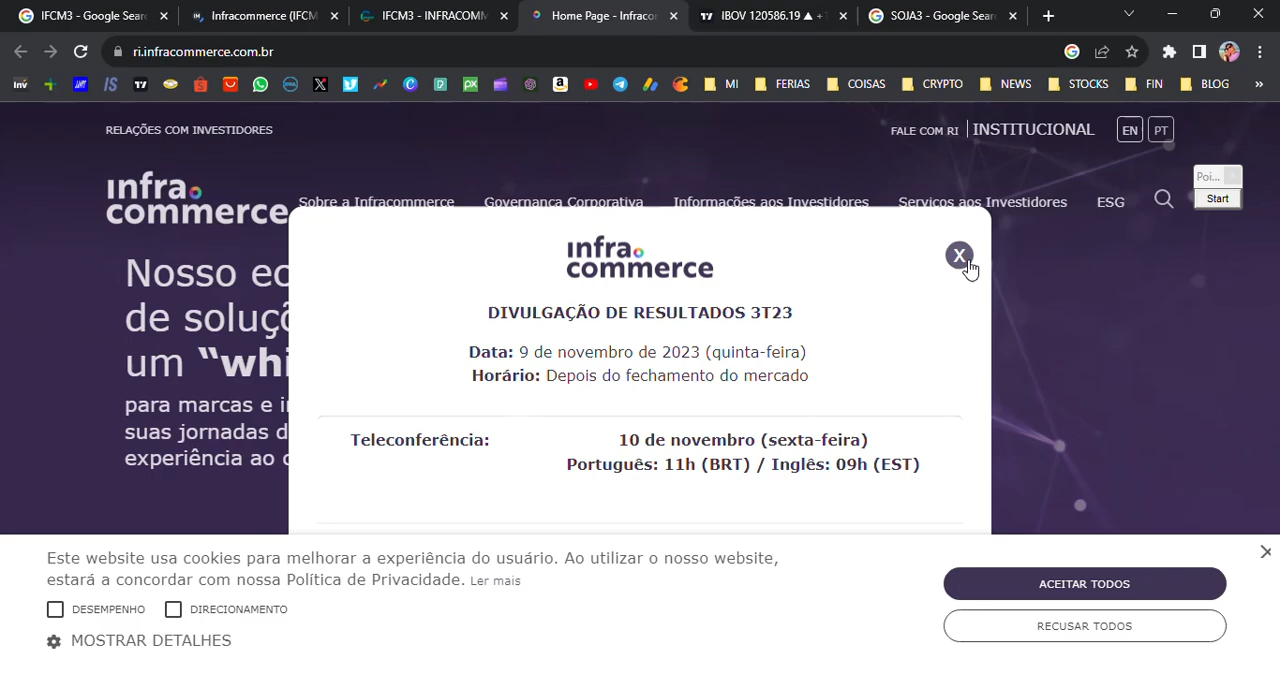 IFCM3 - Google Sear
Infracommerce (IFCM
IFCM3 - INFRACOMM
Home Page - Infraco
IBOV 120586.19 ▲ +
SOJA3 - Google Sear
ri.infracommerce.com.br
MI
FERIAS
COISAS
CRYPTO
NEWS
STOCKS
FIN
BLOG
»
RELAÇÕES COM INVESTIDORES
FALE COM RI
INSTITUCIONAL
EN
PT
infra.
commerce
Sobre a Infracommerce
Governança Corporativa
Informações aos Investidores
Serviços aos Investidores
ESG
Poi...
Start
Nosso ec
de soluçõ
um “whi
para marcas e i
suas jornadas d
experiência ao c
infra.
commerce
X
DIVULGAÇÃO DE RESULTADOS 3T23
Data: 9 de novembro de 2023 (quinta-feira)
Horário: Depois do fechamento do mercado
Teleconferência:
10 de novembro (sexta-feira)
Português: 11h (BRT) / Inglês: 09h (EST)
Este website usa cookies para melhorar a experiência do usuário. Ao utilizar o nosso website,
estará a concordar com nossa Política de Privacidade. Ler mais
DESEMPENHO
DIRECIONAMENTO
MOSTRAR DETALHES
ACEITAR TODOS
RECUSAR TODOS